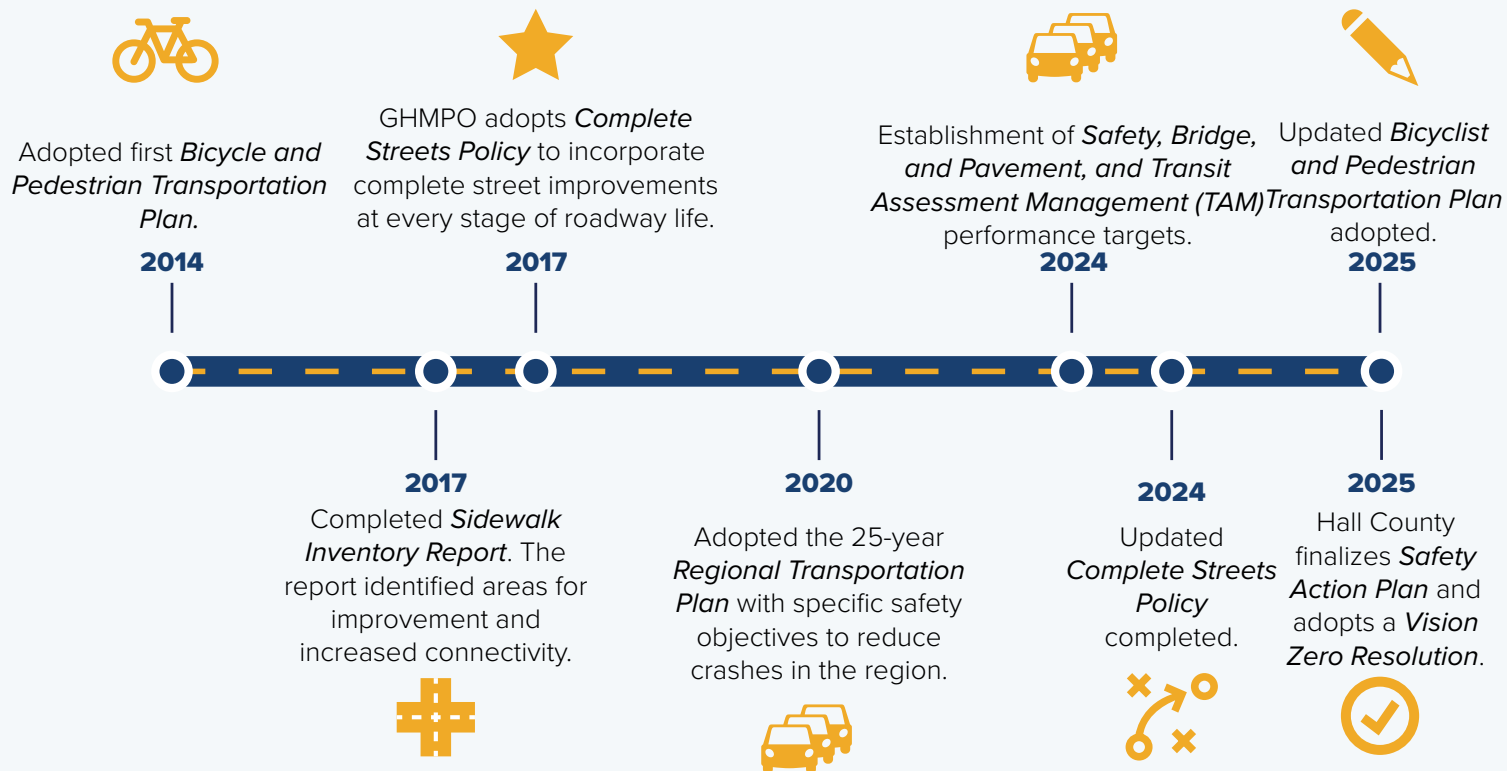 Adopted first Bicycle and
Pedestrian Transportation
Plan.
2014
GHMPO adopts Complete
Streets Policy to incorporate
complete street improvements
at every stage of roadway life.
2017
Establishment of Safety, Bridge,
and Pavement, and Transit
Assessment Management (TAM)
performance targets.
2024
Updated Bicyclist
and Pedestrian
Transportation Plan
adopted.
2025
2017
Completed Sidewalk
Inventory Report. The
report identified areas for
improvement and
increased connectivity.
2020
Adopted the 25-year
Regional Transportation
Plan with specific safety
objectives to reduce
crashes in the region.
2024
Updated
Complete Streets
Policy
completed.
2025
Hall County
finalizes Safety
Action Plan and
adopts a Vision
Zero Resolution.